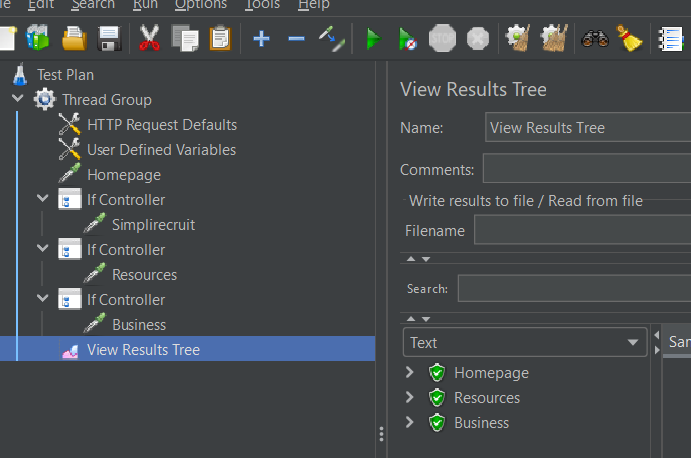 Edit Search Run Options Tools Help
STOP
Test Plan
Thread Group
HTTP Request Defaults
User Defined Variables
Homepage
If Controller
Simplirecruit
If Controller
Resources
If Controller
Business
View Results Tree
View Results Tree
Name: View Results Tree
Comments:
Write results to file / Read from file
Filename
Search:
Text
Sam
Homepage
Resources
Business